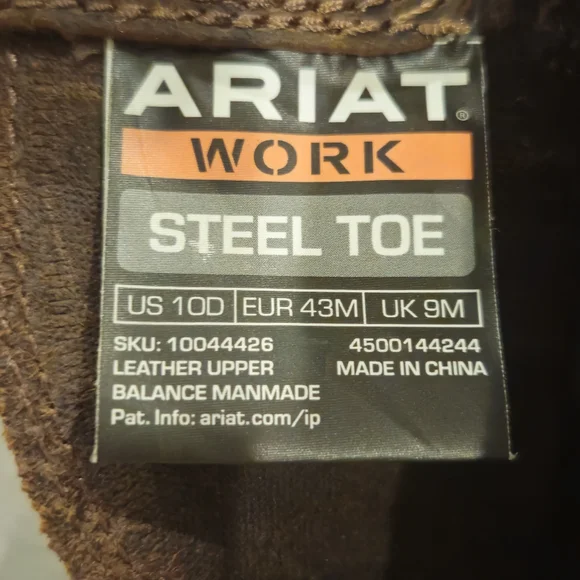 ARIAT®
WORK
STEEL TOE
US 10D EUR 43M UK 9M
SKU: 10044426 4500144244
LEATHER UPPER MADE IN CHINA
BALANCE MANMADE
Pat. Info: ariat.com/ip